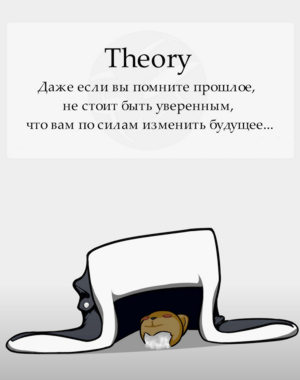 Theory
Даже если вы помните прошлое,
не стоит быть уверенным,
что вам по силам изменить будущее...